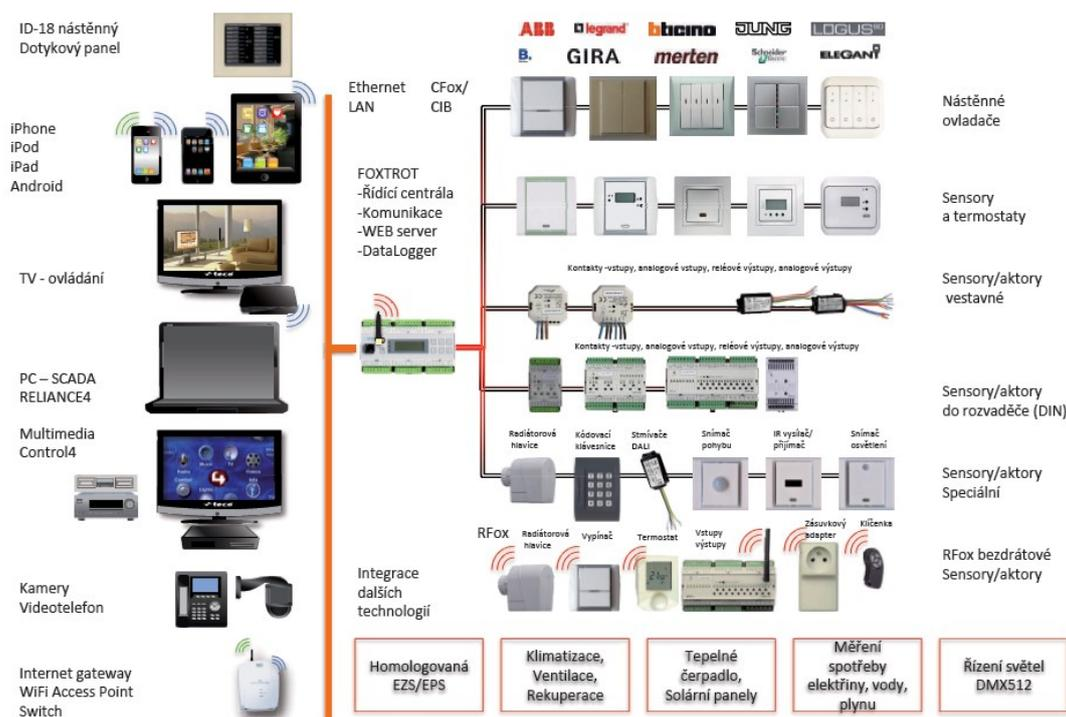 ID-18 nástěnný
Dotykový panel
iPhone
iPod
iPad
Android
TV - ovládání
teco
PC – SCADA
RELIANCE4
Multimedia
Control4
teco
Kamery
Videotelefon
Internet gateway
WiFi Access Point
Switch
Ethernet
LAN
CFox/
CIB
FOXTROT
-Řídící centrála
-Komunikace
-WEB server
-DataLogger
ABB
legrand
bticino
JUNG
LOGUS90
B.
GIRA
merten
Schneider
Electric
ELEGANT
Nástěnné
ovladače
Sensory
a termostaty
Kontakty -vstupy, analogové vstupy, reléové výstupy, analogové výstupy
Sensory/aktory
vestavné
Kontakty -vstupy, analogové vstupy, reléové výstupy, analogové výstupy
Sensory/aktory
do rozvaděče (DIN)
Radiátorová
hlavice
Kódovací
klávesnice
Stmívače
DALI
Snímač
pohybu
IR vysílač/
přijímač
Snímač
osvětlení
Sensory/aktory
Speciální
RFox
Radiátorová
hlavice
Vypínač
Termostat
Vstupy
výstupy
Zásuvkový
adapter
Klíčenka
RFox bezdrátové
Sensory/aktory
Integrace
dalších
technologií
Homologovaná
EZS/EPS
Klimatizace,
Ventilace,
Rekuperace
Tepelné
čerpadlo,
Solární panely
Měření
spotřeby
elektřiny, vody,
plynu
Řízení světel
DMX512